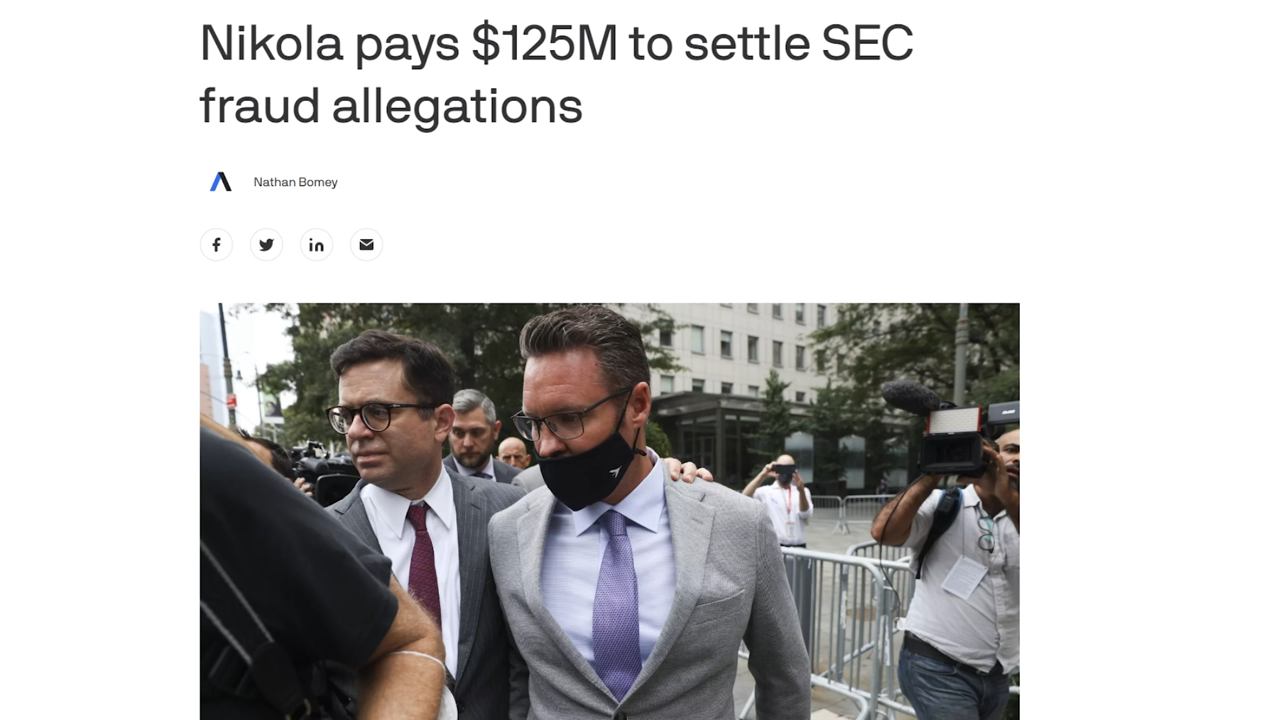 Nikola pays $125M to settle SEC
fraud allegations
Nathan Bomey